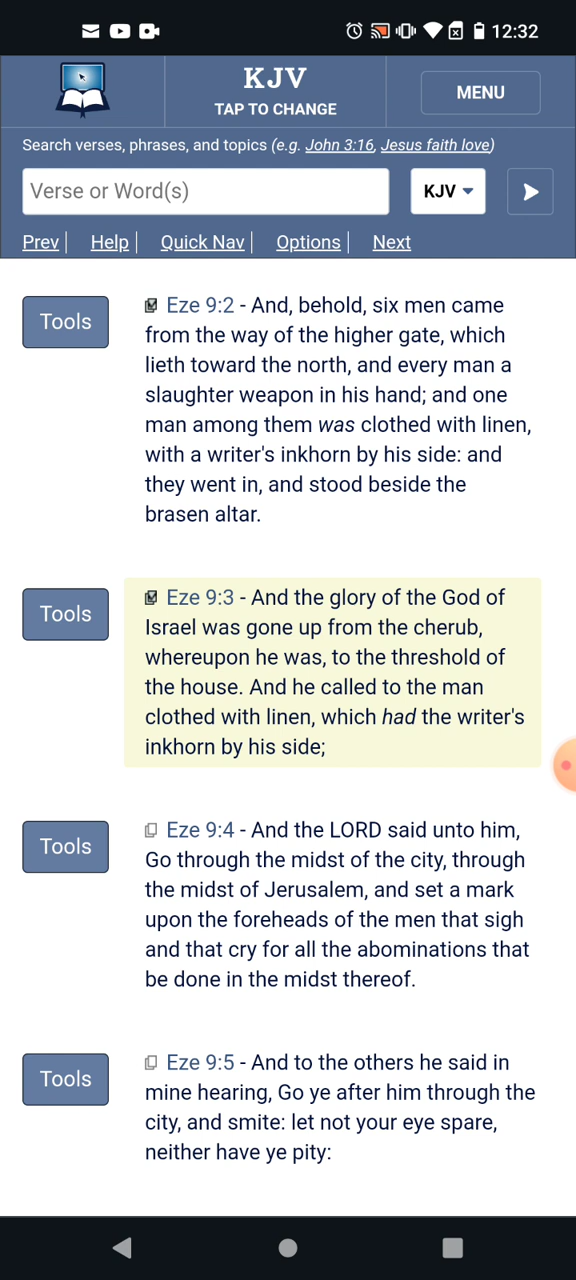 12:32
KJV
TAP TO CHANGE
MENU
Search verses, phrases, and topics (e.g. John 3:16, Jesus faith love)
Verse or Word(s)
KJV
Prev | Help | Quick Nav | Options | Next
Tools
Eze 9:2 - And, behold, six men came
from the way of the higher gate, which
lieth toward the north, and every man a
slaughter weapon in his hand; and one
man among them was clothed with linen,
with a writer's inkhorn by his side: and
they went in, and stood beside the
brasen altar.
Tools
Eze 9:3 - And the glory of the God of
Israel was gone up from the cherub,
whereupon he was, to the threshold of
the house. And he called to the man
clothed with linen, which had the writer's
inkhorn by his side;
Tools
Eze 9:4 - And the LORD said unto him,
Go through the midst of the city, through
the midst of Jerusalem, and set a mark
upon the foreheads of the men that sigh
and that cry for all the abominations that
be done in the midst thereof.
Tools
Eze 9:5 - And to the others he said in
mine hearing, Go ye after him through the
city, and smite: let not your eye spare,
neither have ye pity: